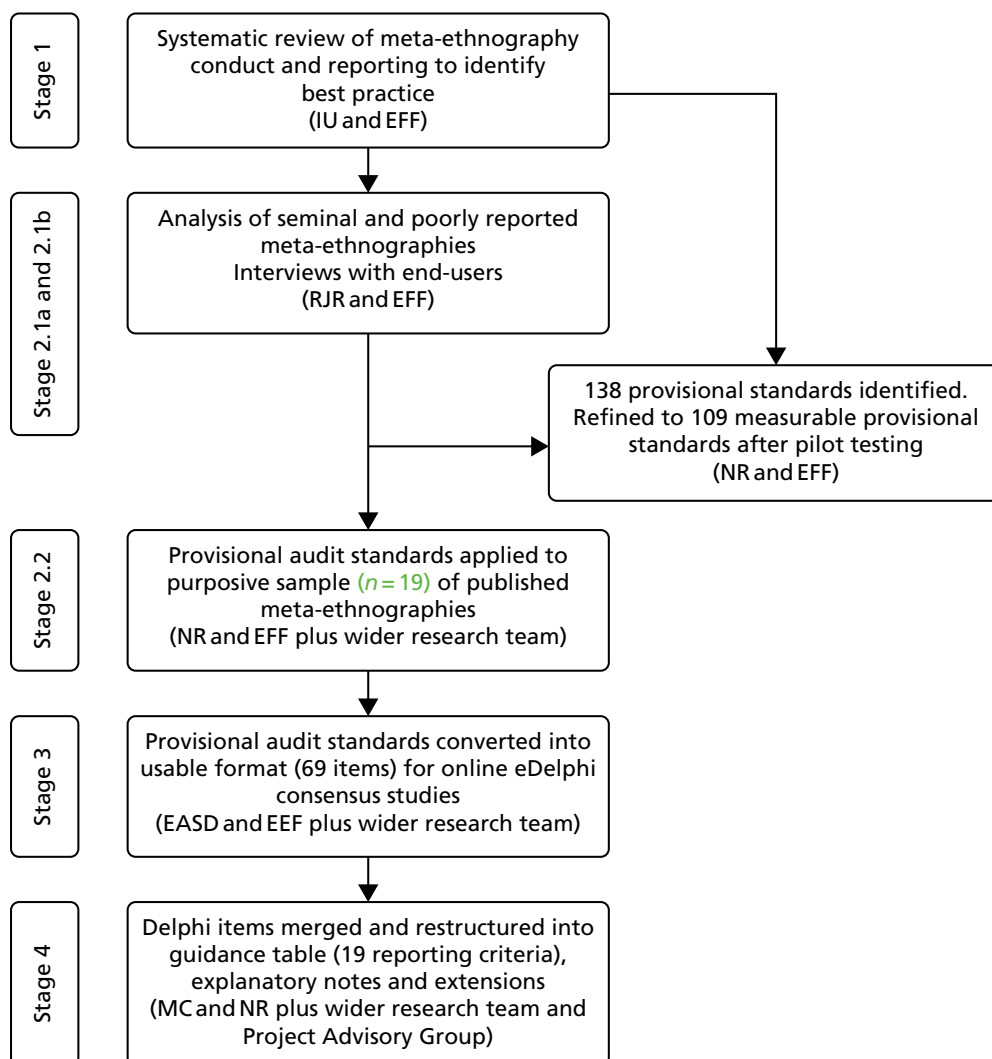 Stage 1
Systematic review of meta-ethnography
conduct and reporting to identify
best practice
(IU and EFF)
Stage 2.1a and 2.1b
Analysis of seminal and poorly reported
meta-ethnographies
Interviews with end-users
(RJR and EFF)
138 provisional standards identified.
Refined to 109 measurable provisional
standards after pilot testing
(NR and EFF)
Stage 2.2
Provisional audit standards applied to
purposive sample (n = 19) of published
meta-ethnographies
(NR and EFF plus wider research team)
Stage 3
Provisional audit standards converted into
usable format (69 items) for online eDelphi
consensus studies
(EASD and EEF plus wider research team)
Stage 4
Delphi items merged and restructured into
guidance table (19 reporting criteria),
explanatory notes and extensions
(MC and NR plus wider research team and
Project Advisory Group)